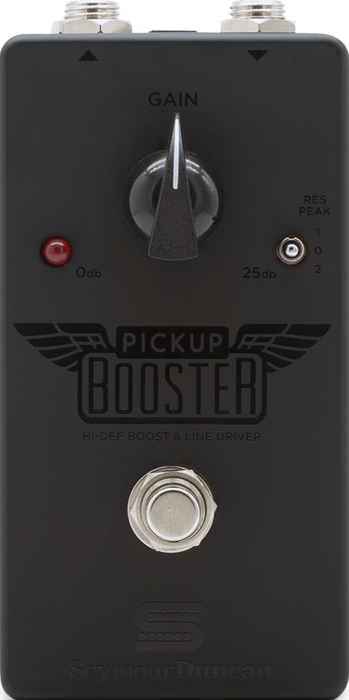 GAIN
RES
PEAK
1
0
2
0db
25db
PICKUP
BOOSTER
HI-DEF BOOST & LINE DRIVER
Seymour Duncan